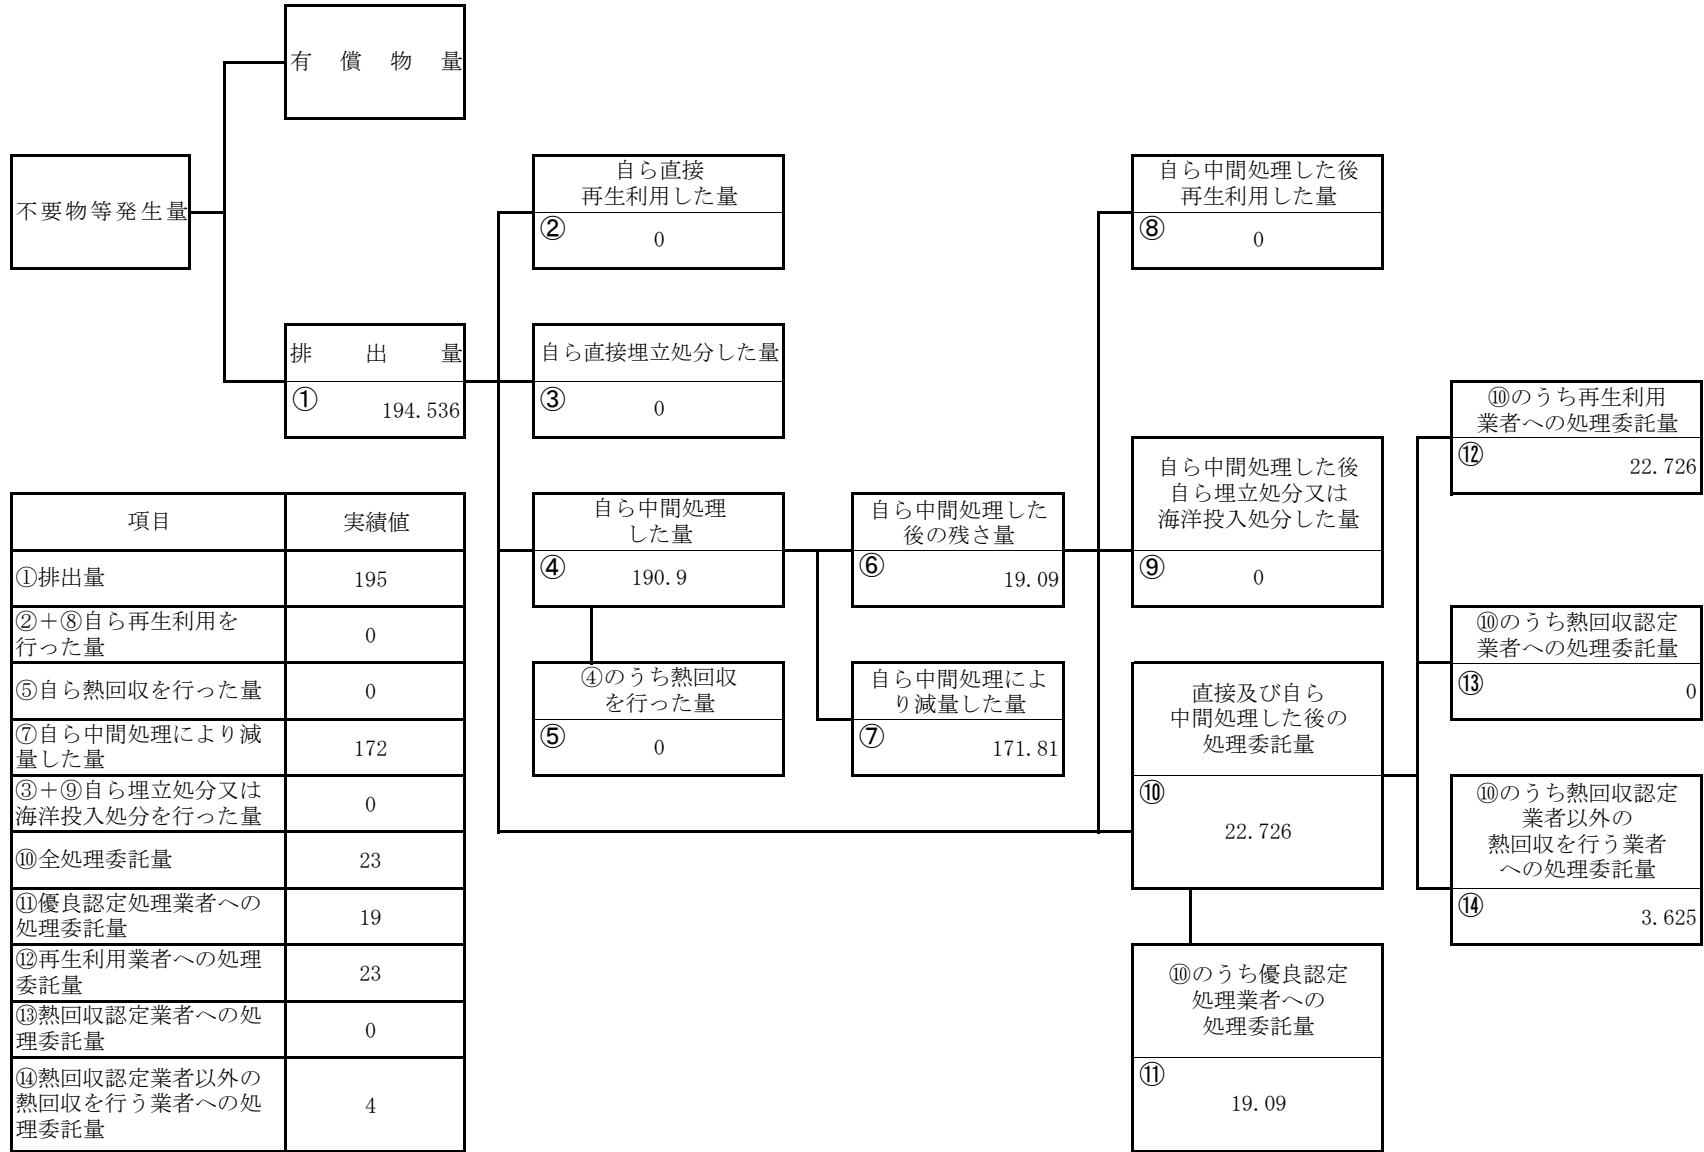 有償物量
不要物等発生量
排出量
①
194.536
自ら直接
再生利用した量
②
0
自ら直接埋立処分した量
③
0
自ら中間処理
した量
④
190.9
④のうち熱回収
を行った量
⑤
0
自ら中間処理した
後の残さ量
⑥
19.09
自ら中間処理によ
り減量した量
⑦
171.81
自ら中間処理した後
再生利用した量
⑧
0
自ら中間処理した後
自ら埋立処分又は
海洋投入処分した量
⑨
0
直接及び自ら
中間処理した後の
処理委託量
⑩
22.726
⑩のうち優良認定
処理業者への
処理委託量
⑪
19.09
⑩のうち再生利用
業者への処理委託量
⑫
22.726
⑩のうち熱回収認定
業者への処理委託量
⑬
0
⑩のうち熱回収認定
業者以外の
熱回収を行う業者
への処理委託量
⑭
3.625
項目 実績値
①排出量 195
②＋⑧自ら再生利用を
行った量 0
⑤自ら熱回収を行った量 0
⑦自ら中間処理により減
量した量 172
③＋⑨自ら埋立処分又は
海洋投入処分を行った量 0
⑩全処理委託量 23
⑪優良認定処理業者への
処理委託量 19
⑫再生利用業者への処理
委託量 23
⑬熱回収認定業者への処
理委託量 0
⑭熱回収認定業者以外の
熱回収を行う業者への処
理委託量 4